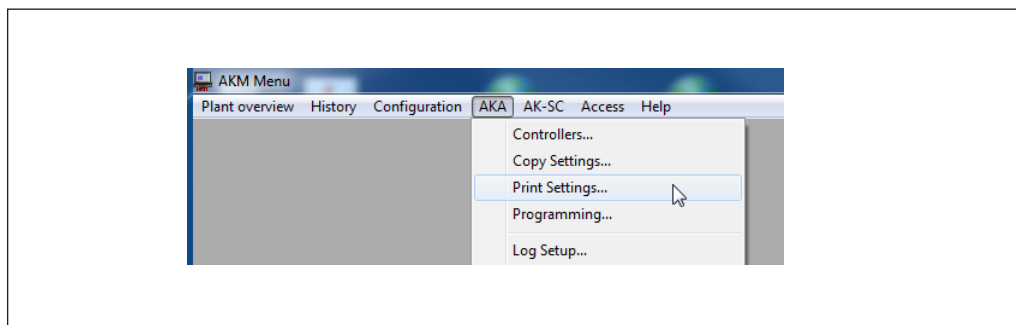 AKM Menu
Plant overview History Configuration AKA AK-SC Access Help
Controllers...
Copy Settings...
Print Settings...
Programming...
Log Setup...